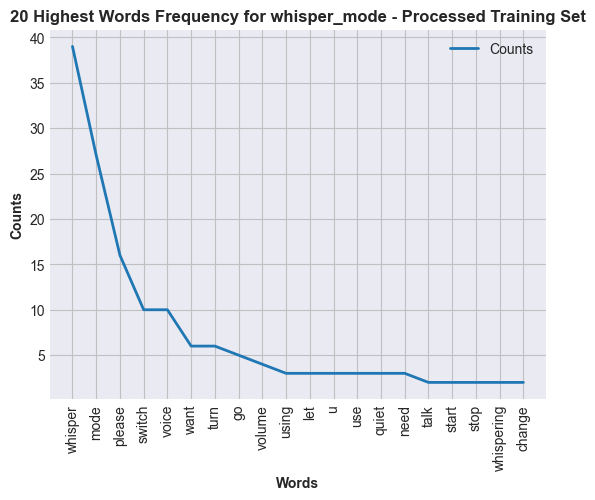 20 Highest Words Frequency for whisper_mode - Processed Training Set
Counts
Counts
40
35
30
25
20
15
10
5
whisper
mode
please
switch
voice
want
turn
go
volume
using
let
u
use
quiet
need
talk
start
stop
whispering
change
Words